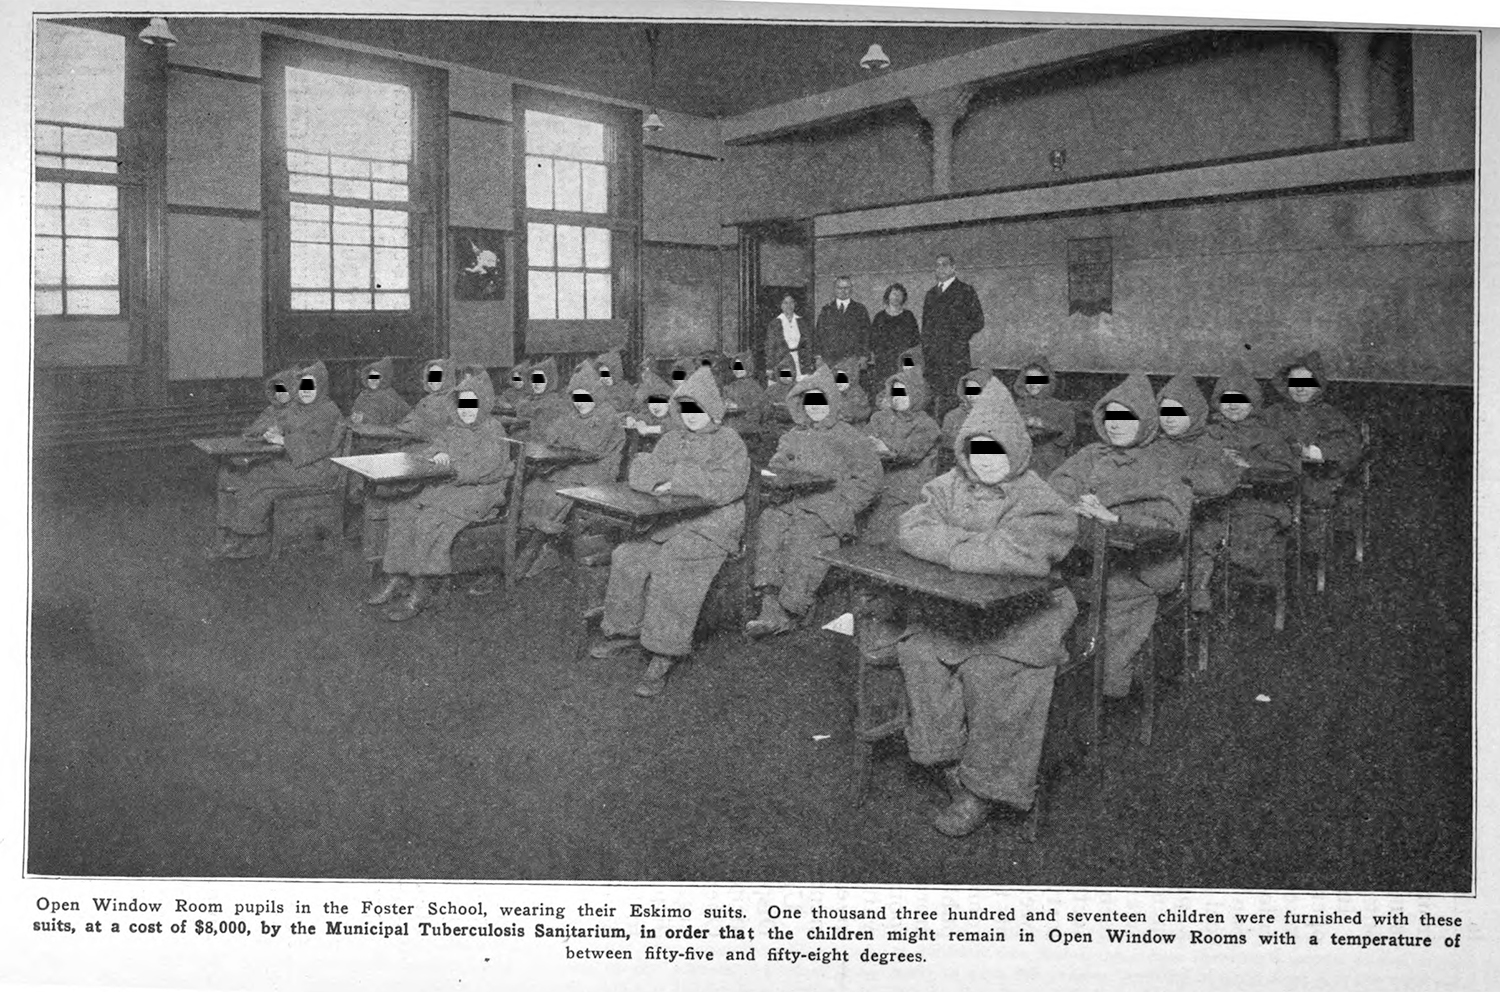 Open Window Room pupils in the Foster School, wearing their Eskimo suits. One thousand three hundred and seventeen children were furnished with these
suits, at a cost of $8,000, by the Municipal Tuberculosis Sanitarium, in order that the children might remain in Open Window Rooms with a temperature of
between fifty-five and fifty-eight degrees.